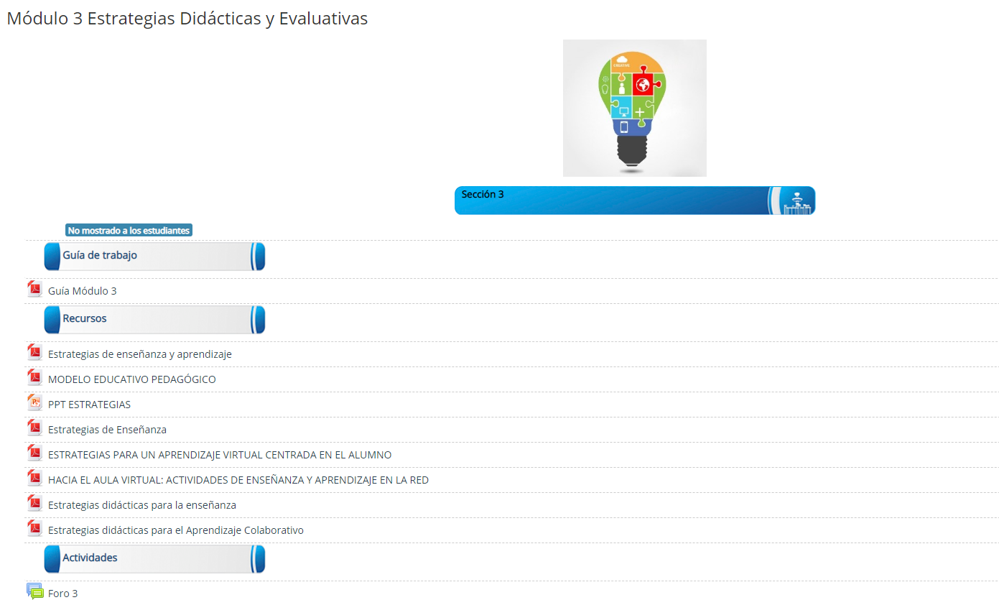 Módulo 3 Estrategias Didácticas y Evaluativas
CREATIVE
Sección 3
No mostrado a los estudiantes
Guía de trabajo
Guía Módulo 3
Recursos
Estrategias de enseñanza y aprendizaje
MODELO EDUCATIVO PEDAGÓGICO
PPT ESTRATEGIAS
Estrategias de Enseñanza
ESTRATEGIAS PARA UN APRENDIZAJE VIRTUAL CENTRADA EN EL ALUMNO
HACIA EL AULA VIRTUAL: ACTIVIDADES DE ENSEÑANZA Y APRENDIZAJE EN LA RED
Estrategias didácticas para la enseñanza
Estrategias didácticas para el Aprendizaje Colaborativo
Actividades
Foro 3